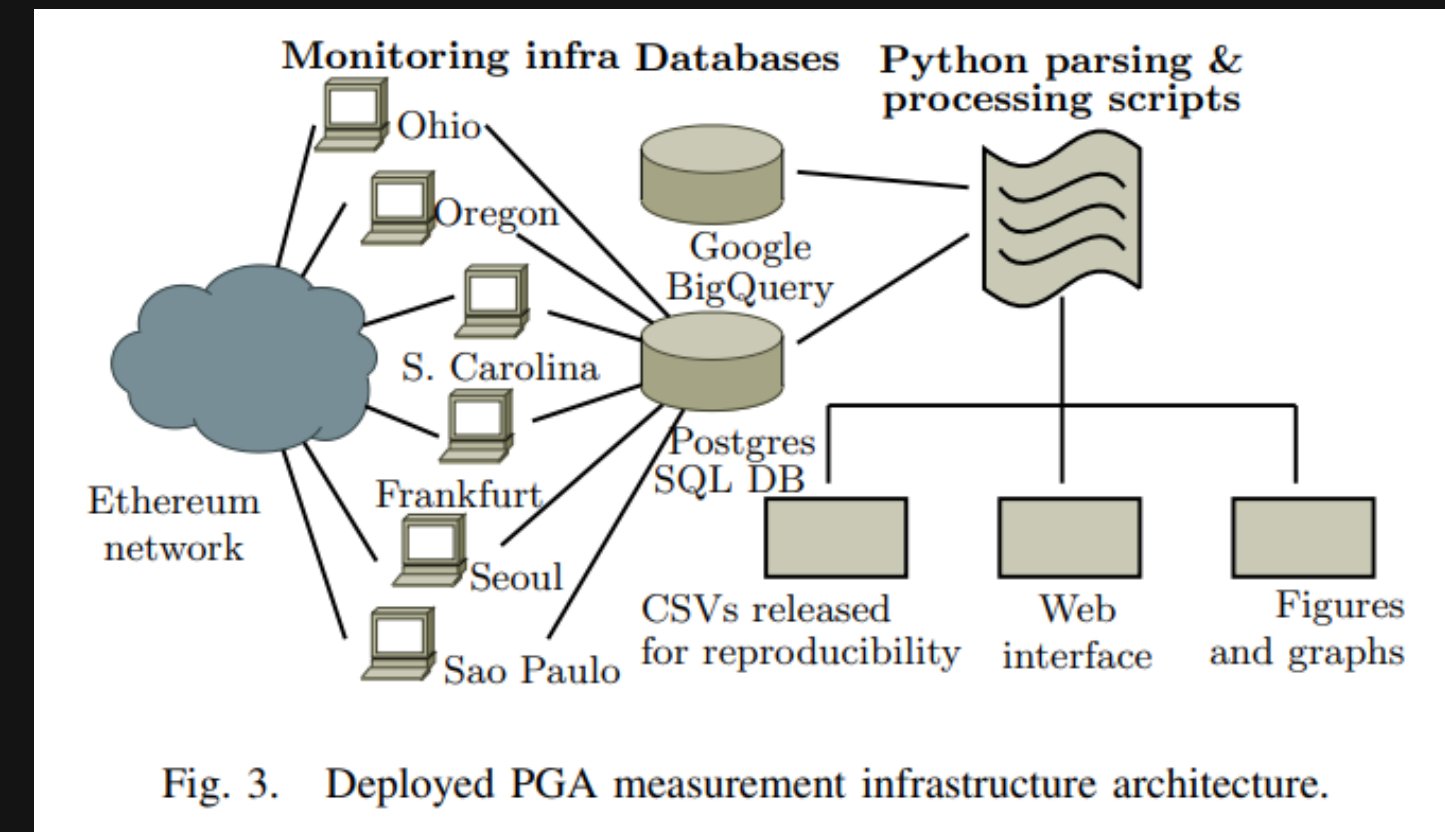 Monitoring infra
Databases
Python parsing &
processing scripts
Ohio
Oregon
S. Carolina
Frankfurt
Seoul
Sao Paulo
Ethereum
network
Google
BigQuery
Postgres
SQL DB
CSVs released
for reproducibility
Web
interface
Figures
and graphs
Fig. 3. Deployed PGA measurement infrastructure architecture.